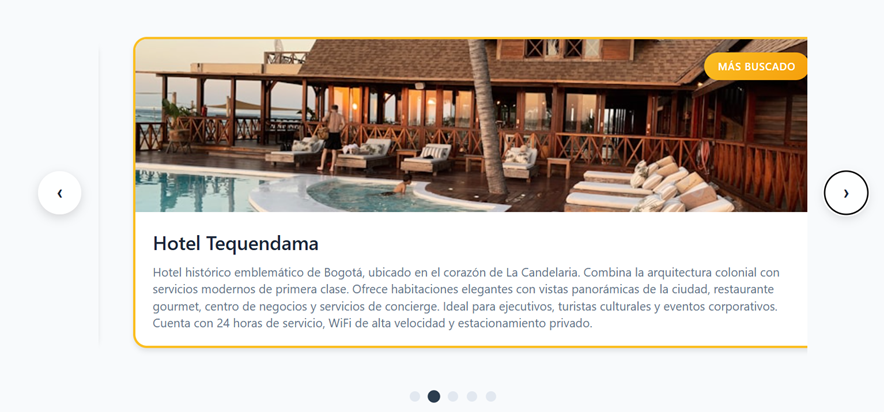 MÁS BUSCADO
‹
›
Hotel Tequendama
Hotel histórico emblemático de Bogotá, ubicado en el corazón de La Candelaria. Combina la arquitectura colonial con
servicios modernos de primera clase. Ofrece habitaciones elegantes con vistas panorámicas de la ciudad, restaurante
gourmet, centro de negocios y servicios de concierge. Ideal para ejecutivos, turistas culturales y eventos corporativos.
Cuenta con 24 horas de servicio, WiFi de alta velocidad y estacionamiento privado.